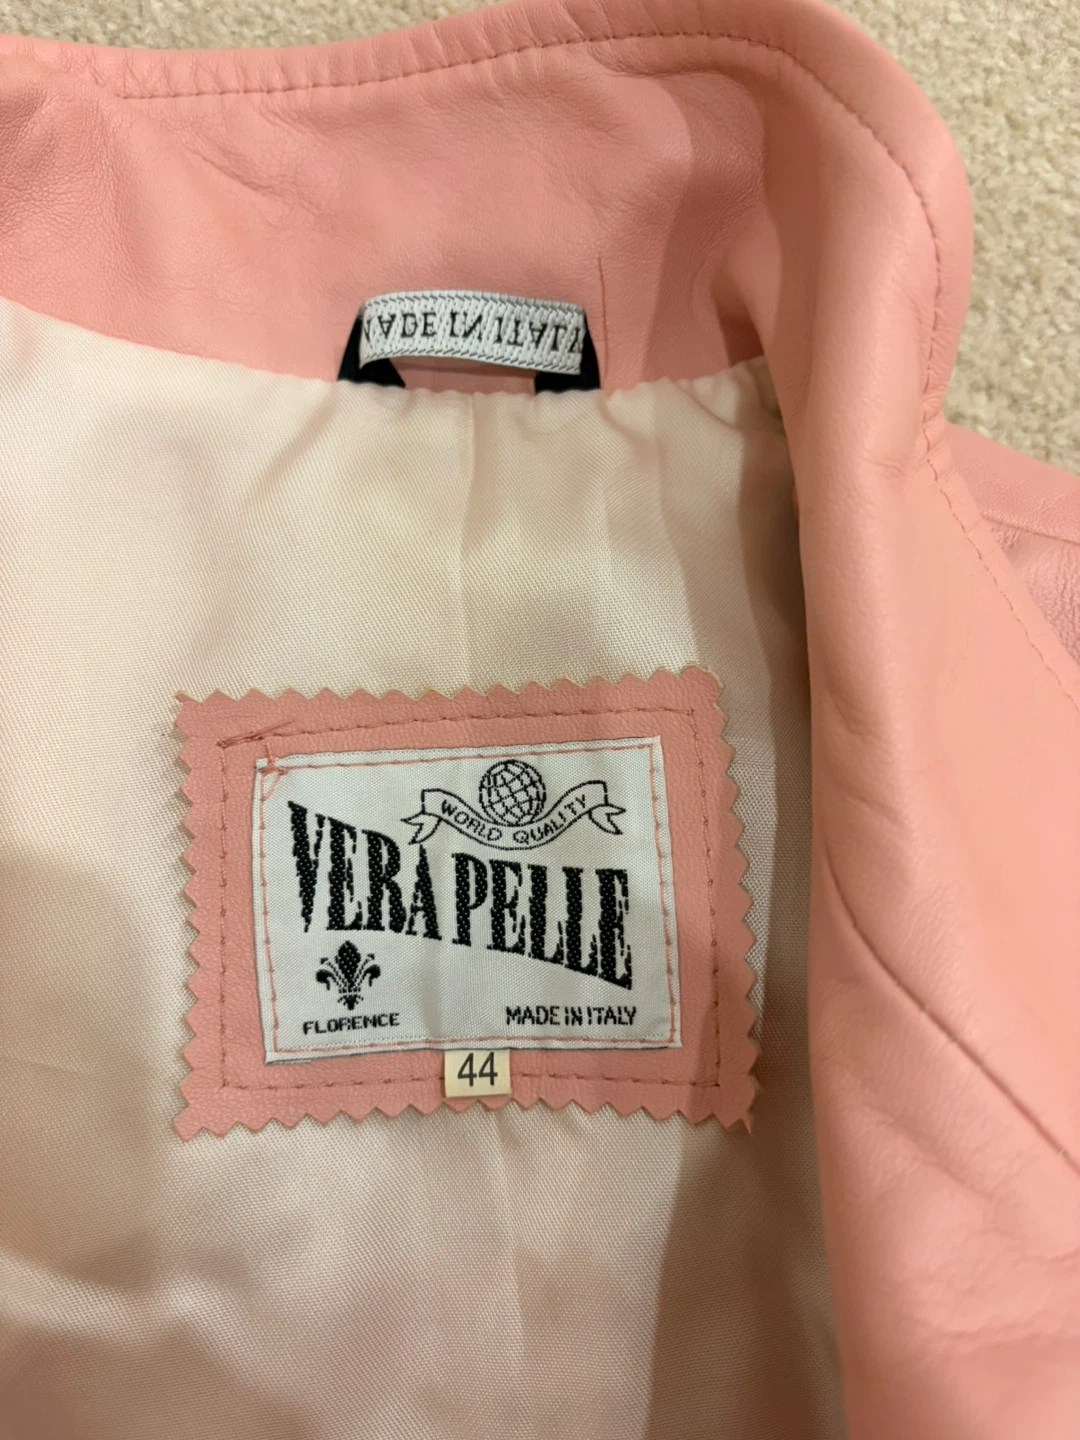 MADE IN ITALY
WORLD QUALITY
VERA PELLE
FLORENCE
MADE IN ITALY
44